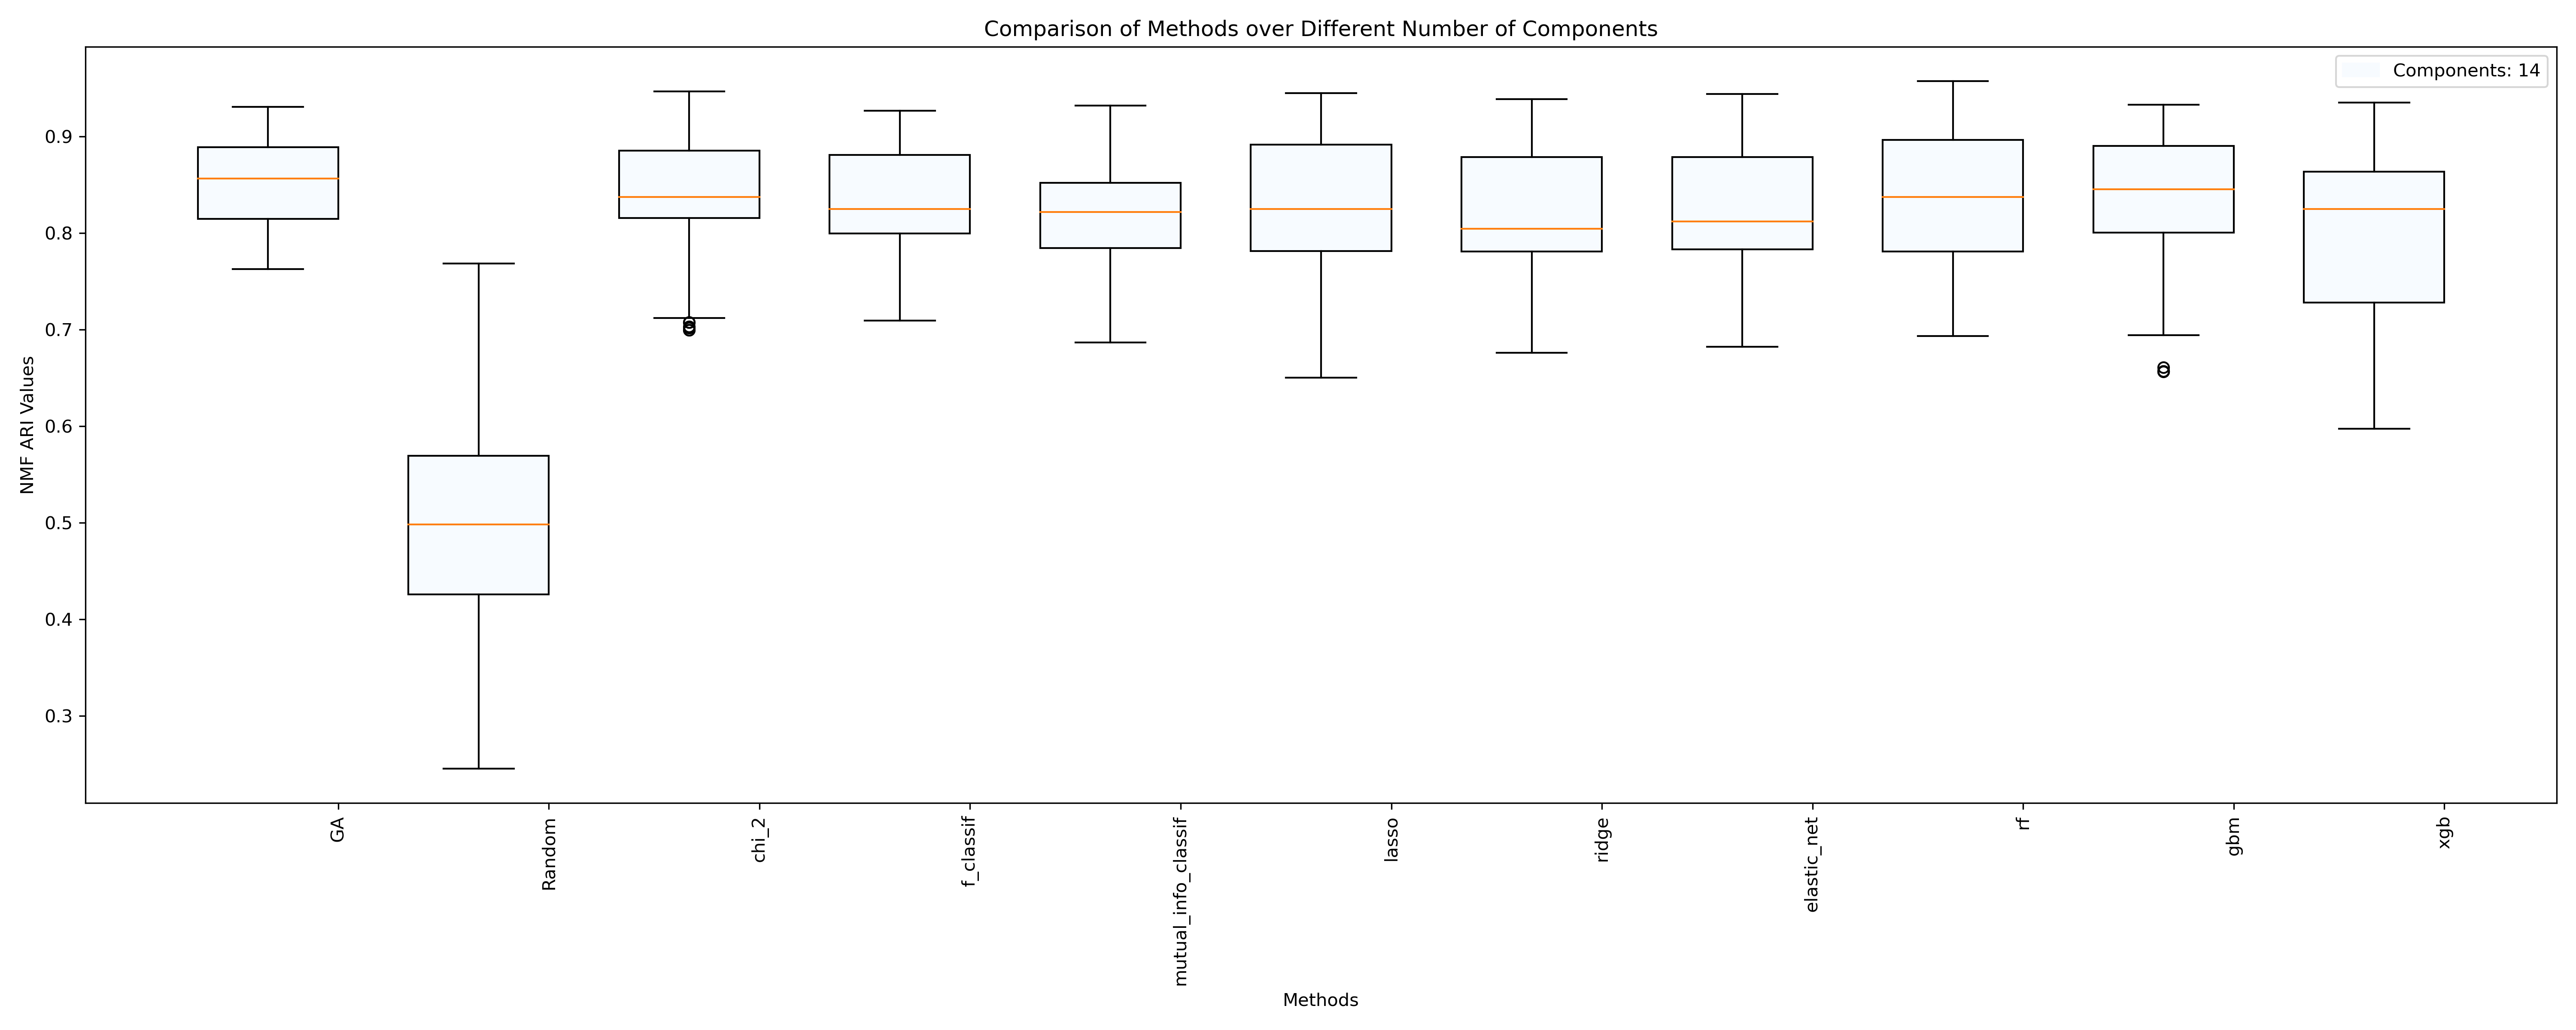 Comparison of Methods over Different Number of Components
Components: 14
NMF ARI Values
0.9
0.8
0.7
0.6
0.5
0.4
0.3
GA
Random
chi_2
f_classif
mutual_info_classif
lasso
ridge
elastic_net
rf
gbm
xgb
Methods